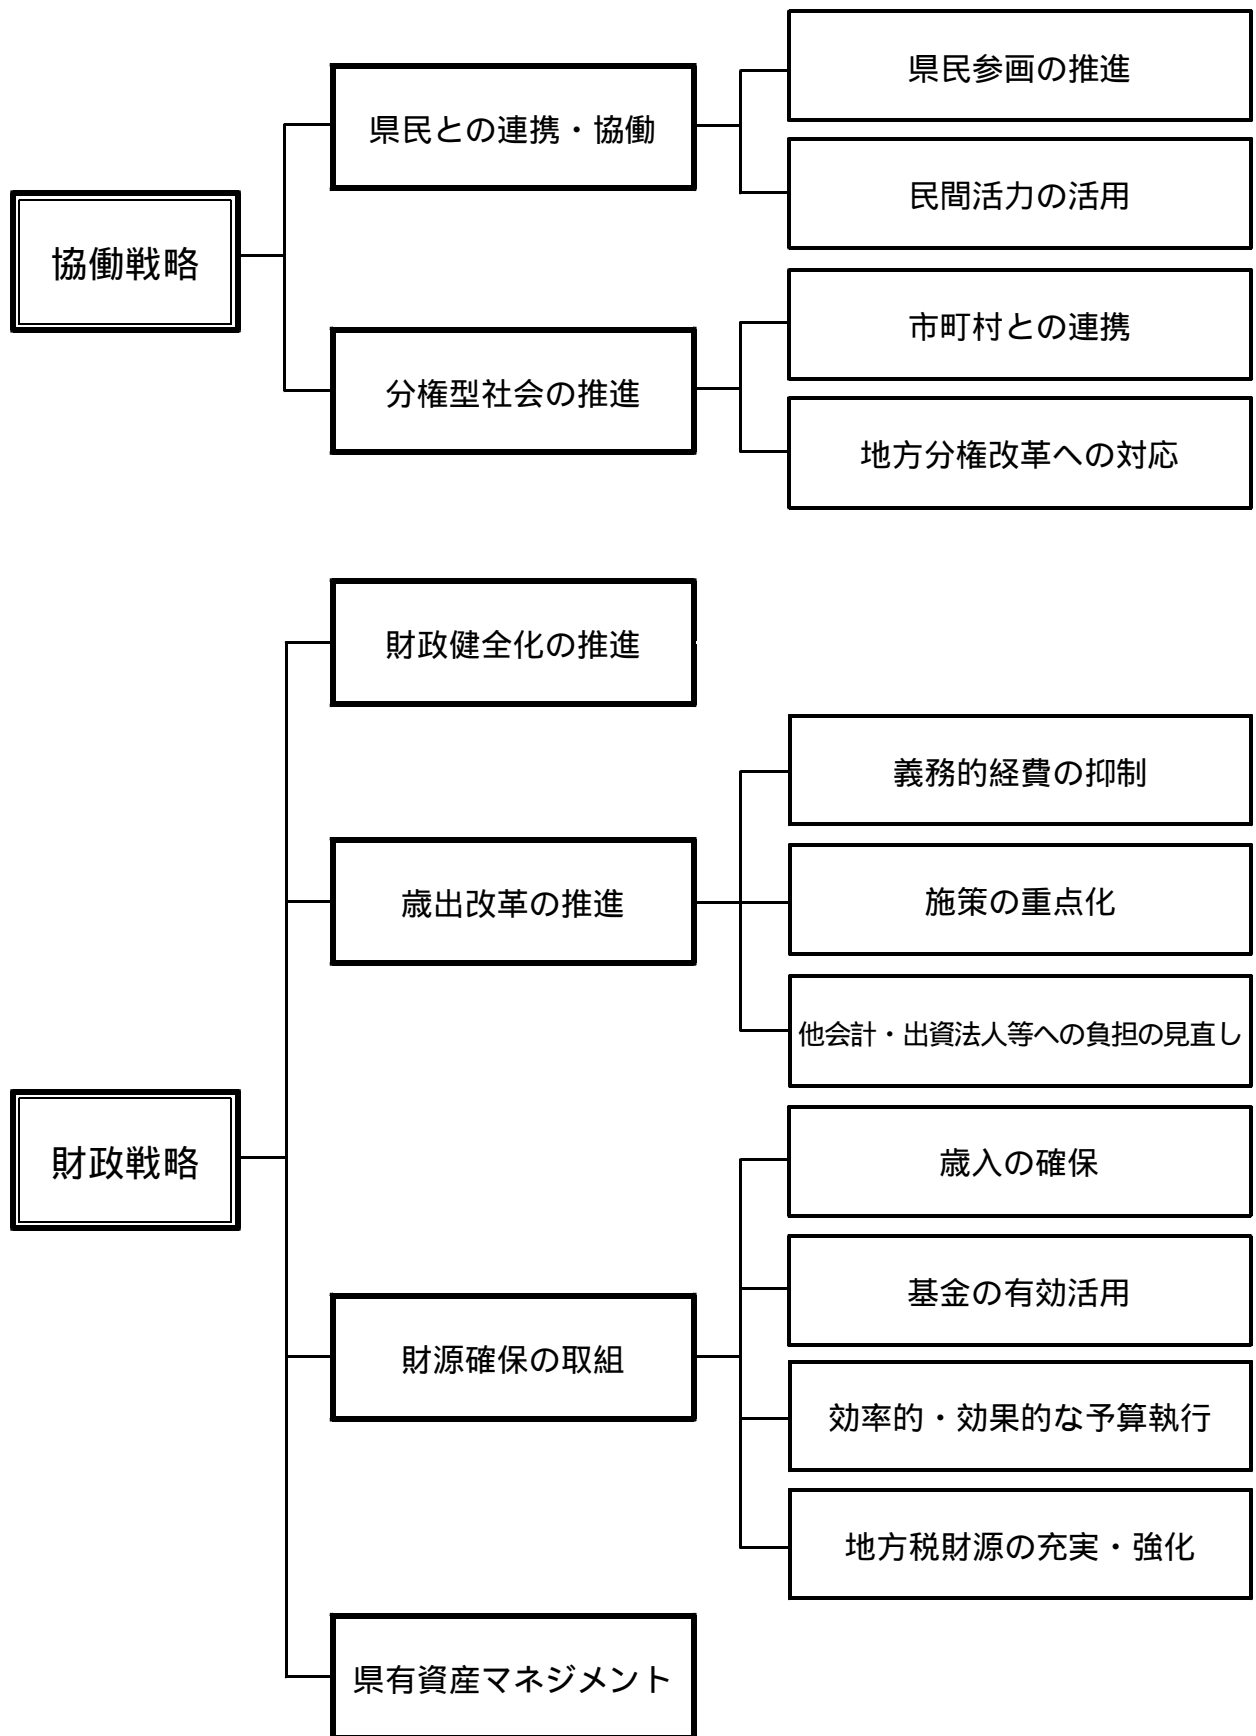 協働戦略
県民との連携・協働
県民参画の推進
民間活力の活用
分権型社会の推進
市町村との連携
地方分権改革への対応
財政戦略
財政健全化の推進
歳出改革の推進
義務的経費の抑制
施策の重点化
他会計・出資法人等への負担の見直し
財源確保の取組
歳入の確保
基金の有効活用
効率的・効果的な予算執行
地方税財源の充実・強化
県有資産マネジメント